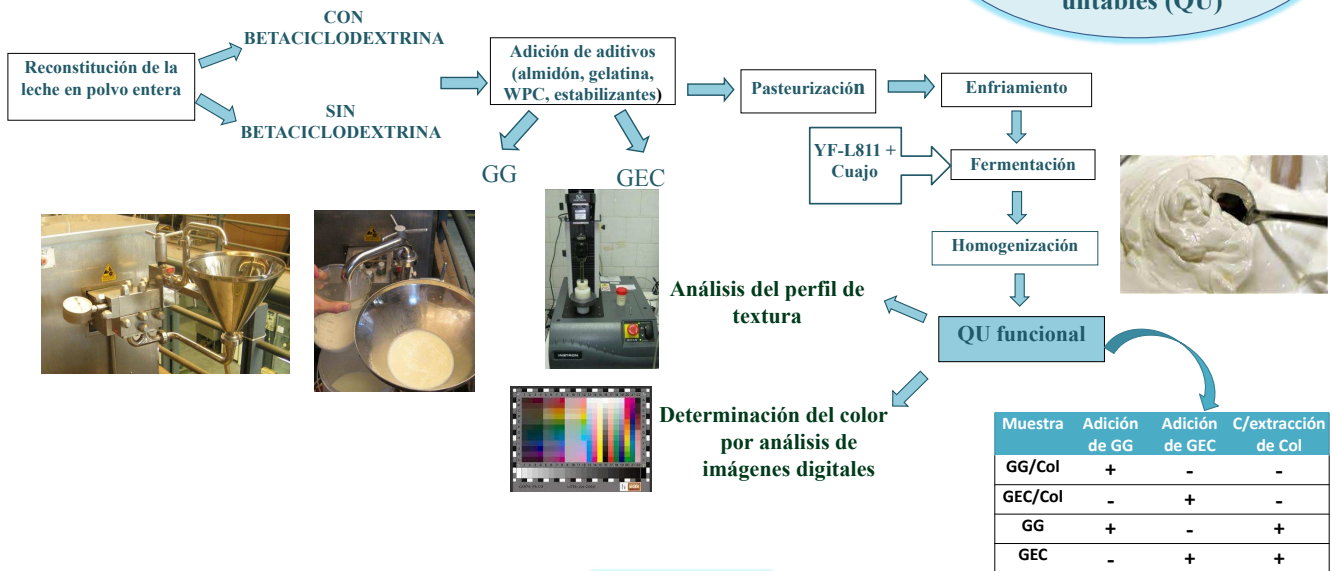 untables (QU)
CON
BETACICLODEXTRINA
Reconstitución de la
leche en polvo entera
SIN
BETACICLODEXTRINA
Adición de aditivos
(almidón, gelatina,
WPC, estabilizantes)
GG
GEC
Pasteurización
Enfriamiento
YF-L811 +
Cuajo
Fermentación
Homogenización
QU funcional
Análisis del perfil de
textura
INSTRON
Determinación del color
por análisis de
imágenes digitales
Muestra Adición de GG Adición de GEC C/extracción de Col
GG/Col + - -
GEC/Col - + -
GG + - +
GEC - + +